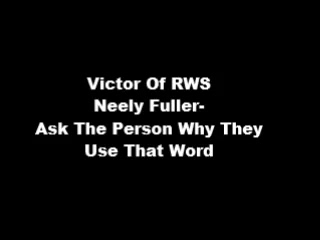 Victor Of RWS
Neely Fuller-
Ask The Person Why They
Use That Word